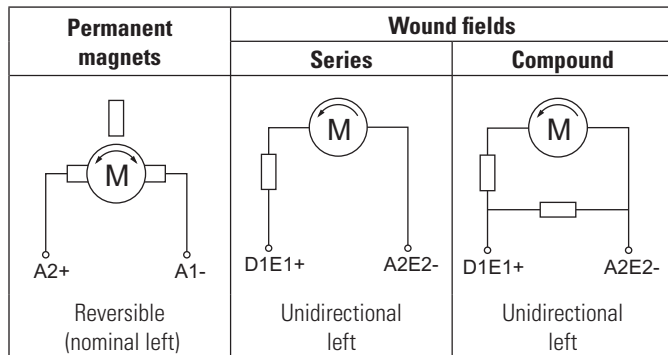 Permanent
magnets
Wound fields
Series
Compound
M
A2+
A1-
M
D1E1+
A2E2-
M
D1E1+
A2E2-
Reversible
(nominal left)
Unidirectional
left
Unidirectional
left